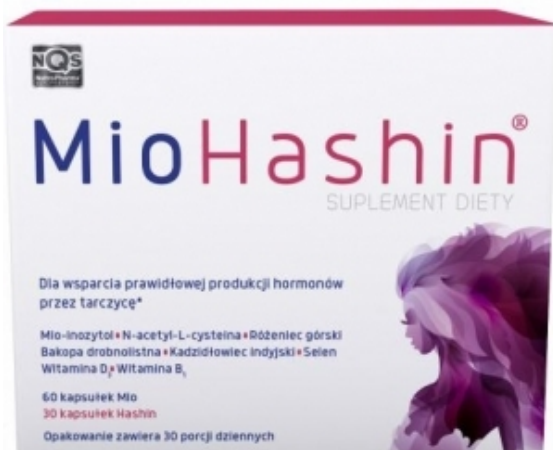 NQS
MioHashin®
SUPLEMENT DIETY
Dla wsparcia prawidłowej produkcji hormonów
przez tarczycę*
Mio-inozytol • N-acetyl-L-cysteina • Różeniec górski
Bakopa drobnolistna • Kadzidłowiec indyjski • Selen
Witamina D₃ • Witamina B₁
60 kapsułek Mio
30 kapsułek Hashin
Opakowanie zawiera 30 porcji dziennych